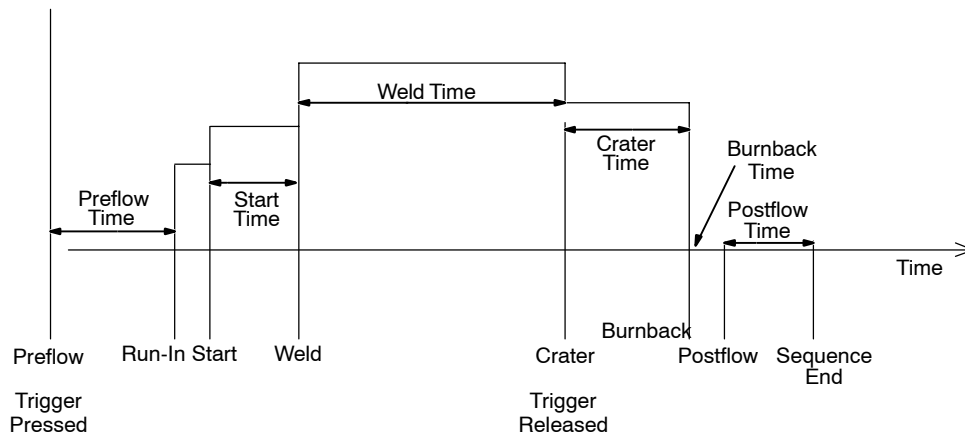 Weld Time
Crater
Time
Burnback
Time
Preflow
Time
Start
Time
Postflow
Time
Time
Burnback
Preflow
Run-In
Start
Weld
Crater
Postflow
Sequence
End
Trigger
Pressed
Trigger
Released